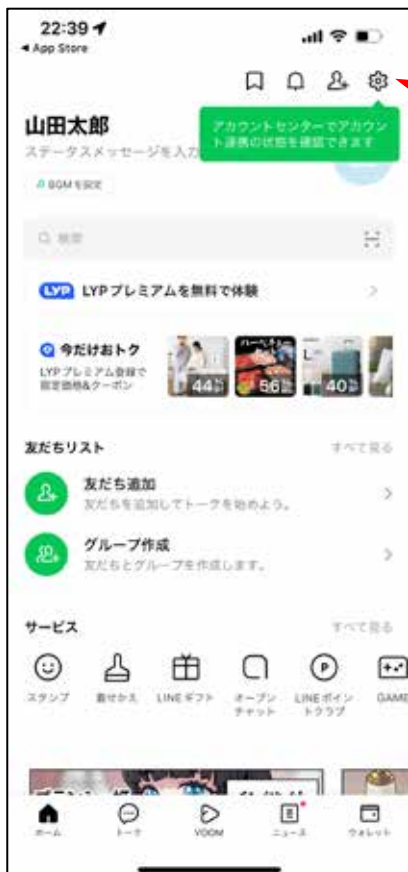 22:39
App Store
山田太郎
アカウントセンターでアカウン
ト連携の状態を確認できます
ステータスメッセージを入力
BGMを設定
検索
LYP LYPプレミアムを無料で体験
今だけおトク
LYPプレミアム登録で
限定価格&クーポン
44%
56%
40%
友だちリスト すべて見る
友だち追加
友だちを追加してトークを始めよう。
グループ作成
友だちとグループを作成します。
サービス すべて見る
スタンプ 着せかえ LINEギフト オープン LINEポイン GAME
チャット トクラブ
ホーム トーク VOOM ニュース ウォレット